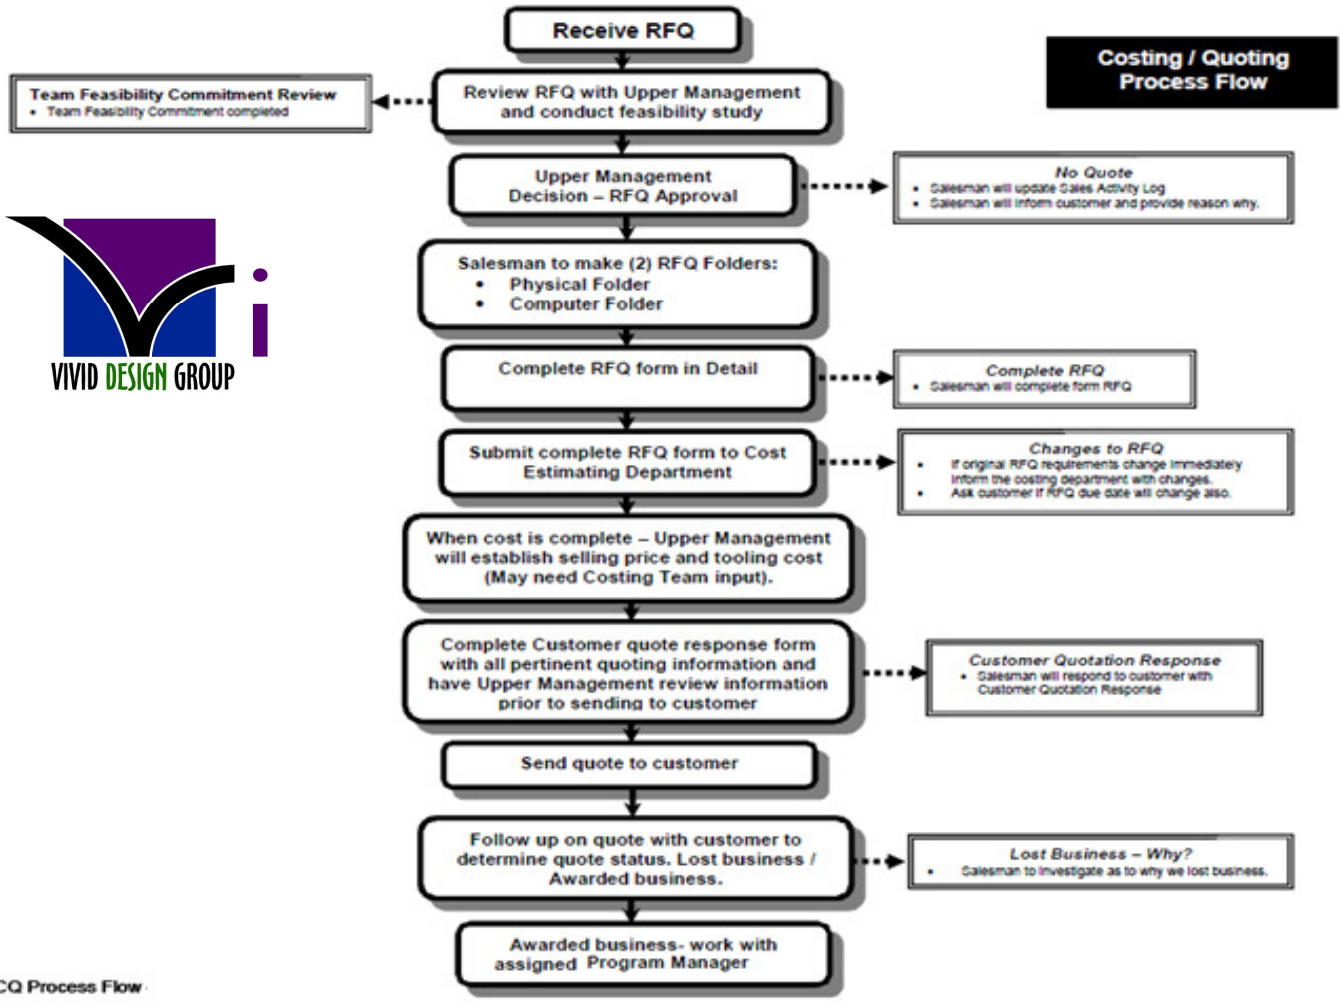 Receive RFQ
Costing / Quoting
Process Flow
Team Feasibility Commitment Review
• Team Feasibility Commitment completed
Review RFQ with Upper Management
and conduct feasibility study
Upper Management
Decision – RFQ Approval
No Quote
• Salesman will update Sales Activity Log
• Salesman will inform customer and provide reason why.
Salesman to make (2) RFQ Folders:
• Physical Folder
• Computer Folder
Vi
VIVID DESIGN GROUP
Complete RFQ form in Detail
Complete RFQ
• Salesman will complete form RFQ
Submit complete RFQ form to Cost
Estimating Department
Changes to RFQ
• If original RFQ requirements change immediately
inform the costing department with changes.
• Ask customer if RFQ due date will change also.
When cost is complete – Upper Management
will establish selling price and tooling cost
(May need Costing Team input).
Complete Customer quote response form
with all pertinent quoting information and
have Upper Management review information
prior to sending to customer
Customer Quotation Response
• Salesman will respond to customer with
Customer Quotation Response
Send quote to customer
Follow up on quote with customer to
determine quote status. Lost business /
Awarded business.
Lost Business – Why?
• Salesman to investigate as to why we lost business.
Awarded business- work with
assigned Program Manager
CQ Process Flow